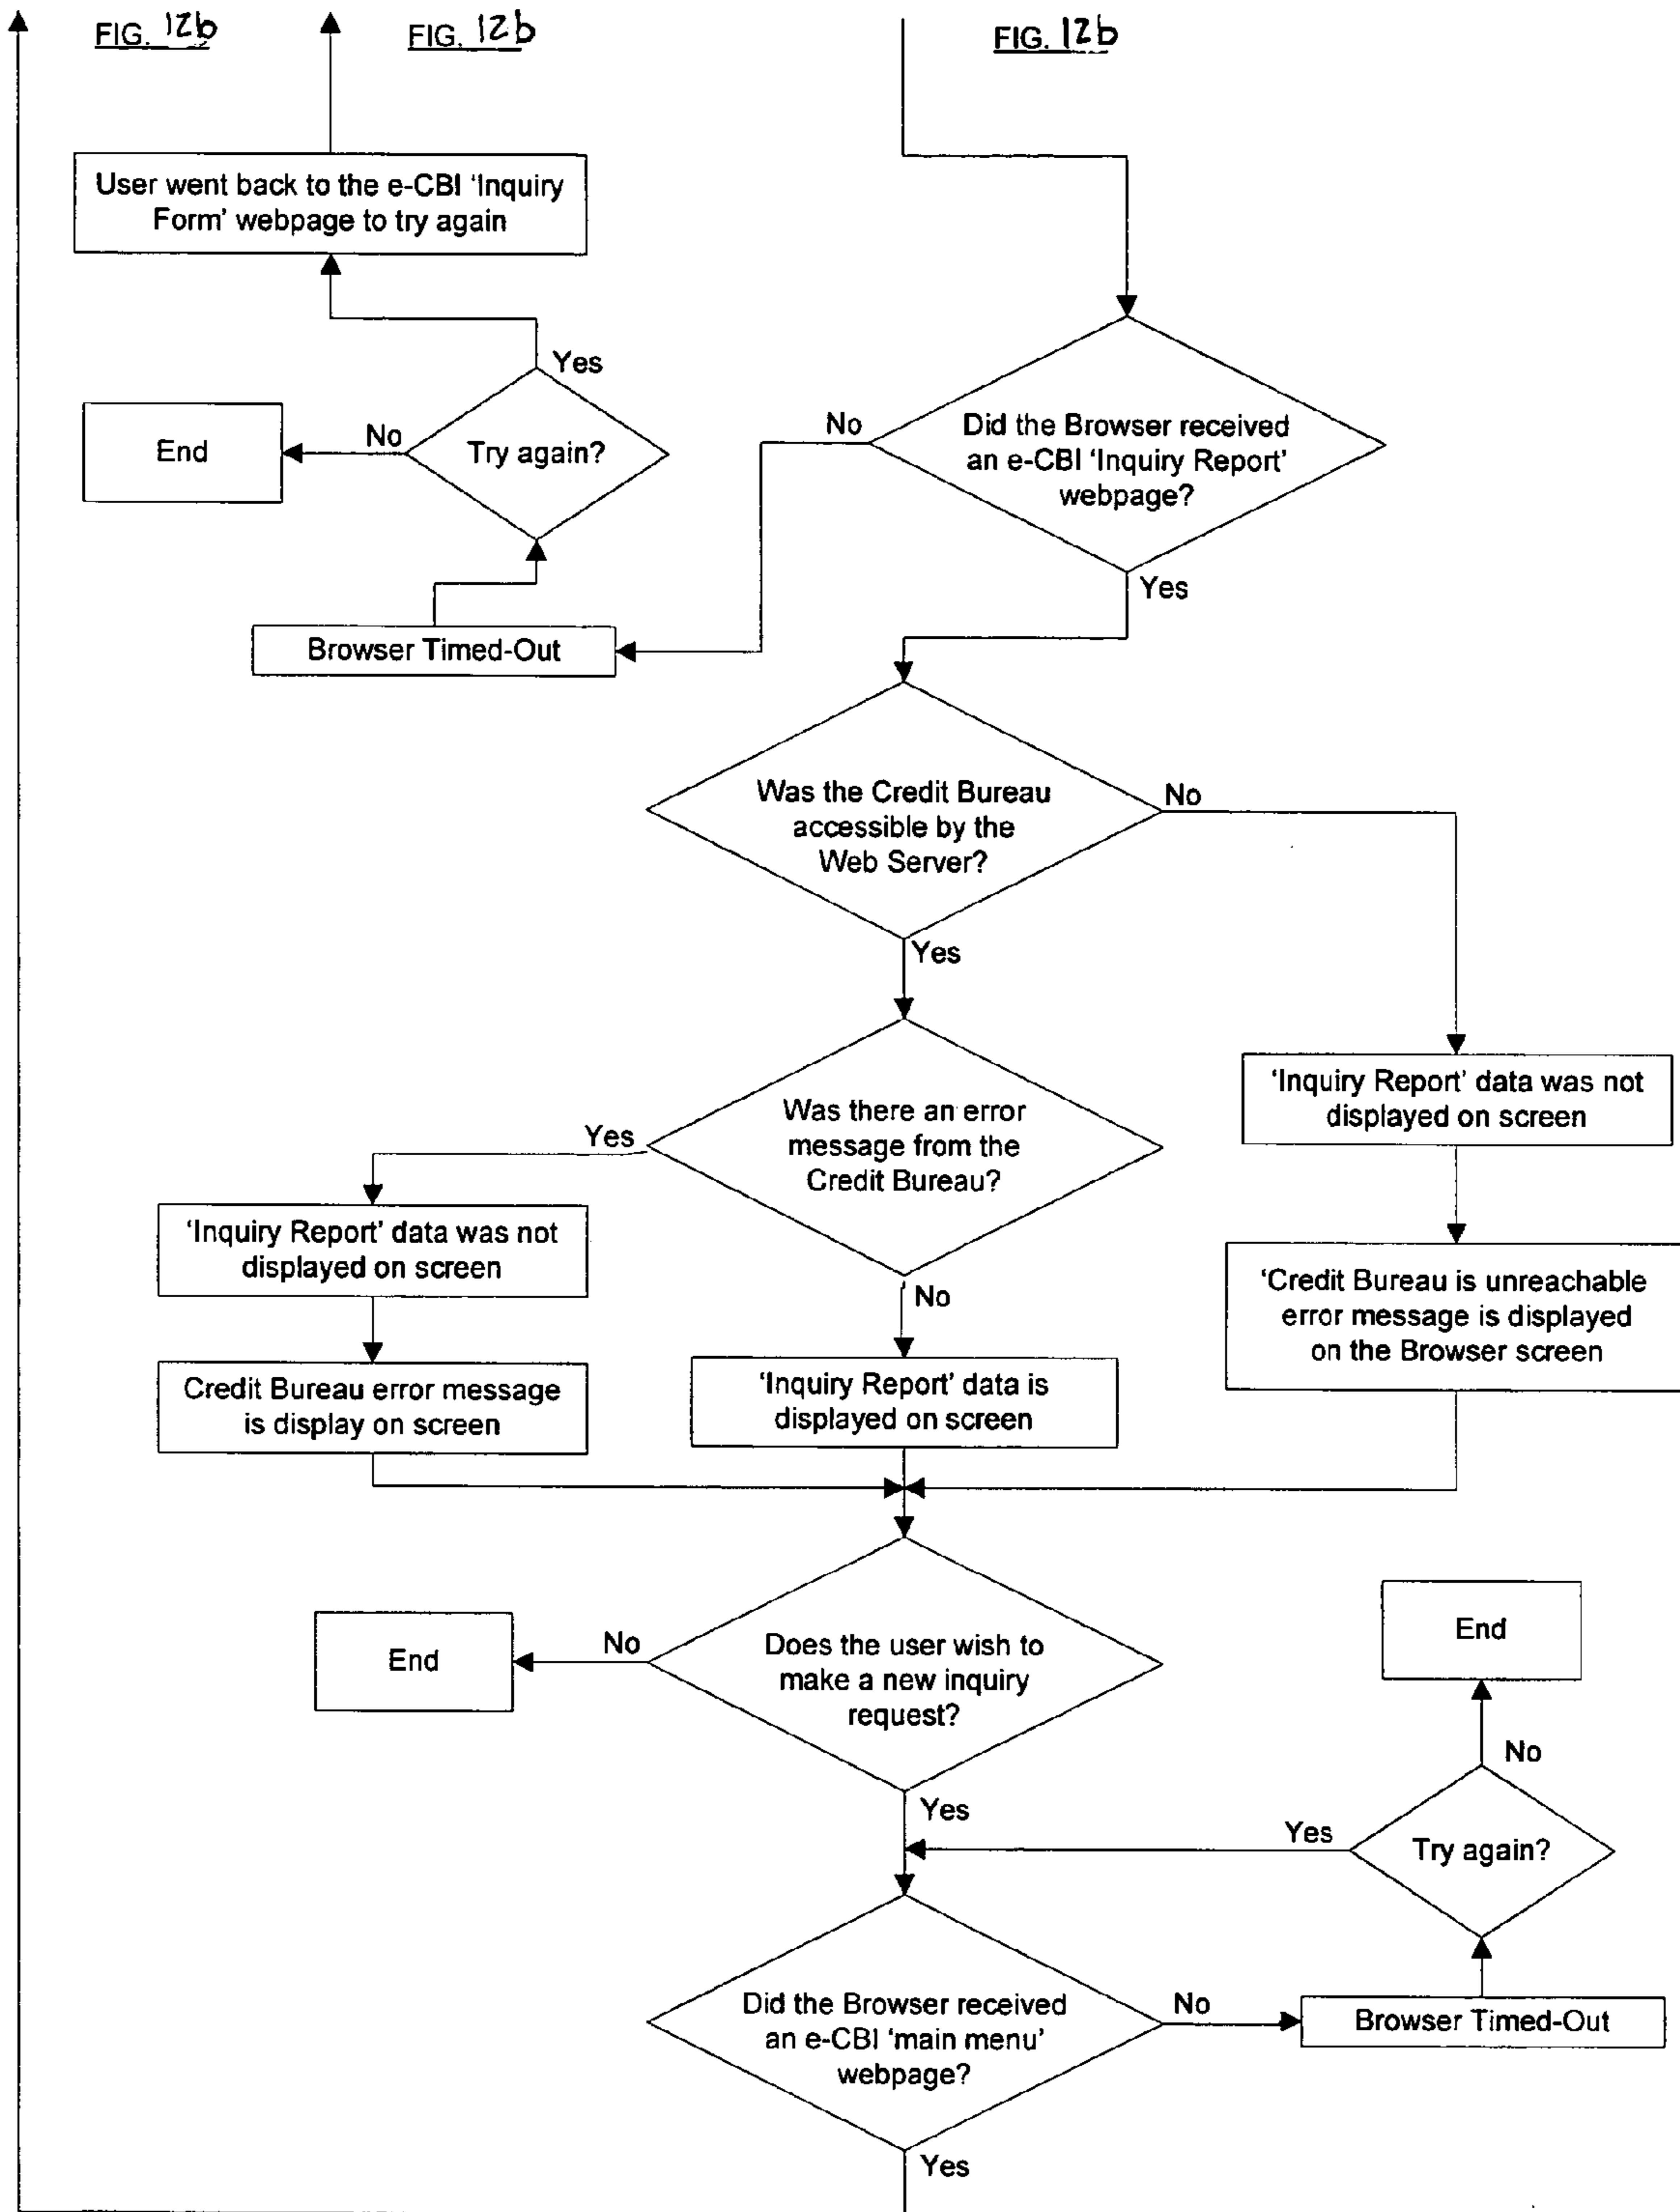 FIG. 12b
FIG. 12b
FIG. 12b
User went back to the e-CBI ‘Inquiry
Form’ webpage to try again
Yes
Try again?
No
End
Browser Timed-Out
Did the Browser received
an e-CBI ‘Inquiry Report’
webpage?
No
Yes
Was the Credit Bureau
accessible by the
Web Server?
No
Yes
Was there an error
message from the
Credit Bureau?
Yes
No
‘Inquiry Report’ data was not
displayed on screen
‘Inquiry Report’ data was not
displayed on screen
Credit Bureau error message
is display on screen
‘Inquiry Report’ data is
displayed on screen
‘Credit Bureau is unreachable
error message is displayed
on the Browser screen
Does the user wish to
make a new inquiry
request?
No
End
Yes
End
No
Try again?
Yes
Did the Browser received
an e-CBI ‘main menu’
webpage?
No
Browser Timed-Out
Yes